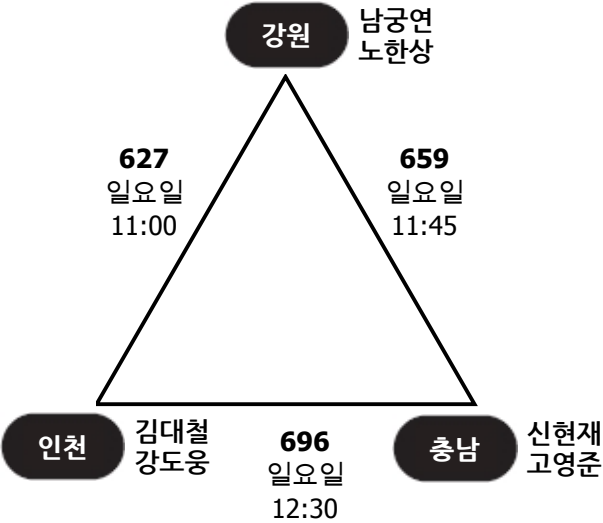 강원
남궁연
노한상
627
일요일
11:00
659
일요일
11:45
인천
김대철
강도웅
696
일요일
12:30
충남
신현재
고영준